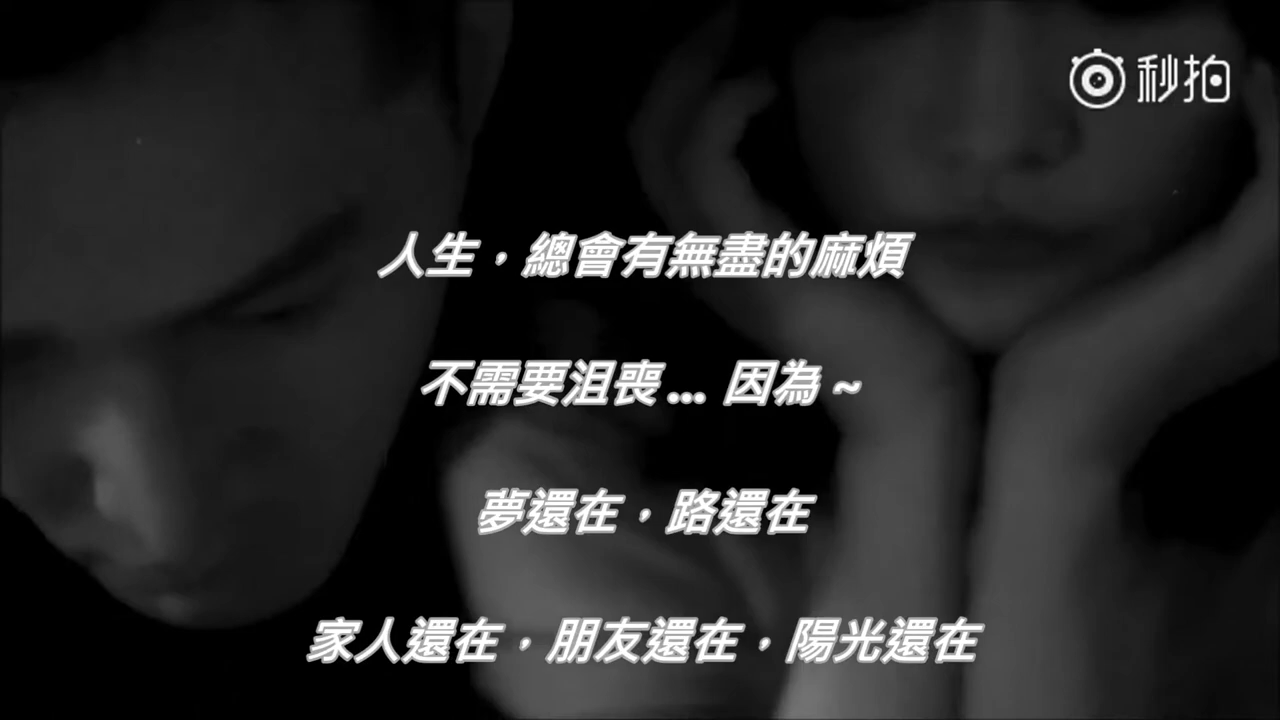 秒拍
人生，總會有無盡的麻煩
不需要沮喪... 因為~
夢還在，路還在
家人還在，朋友還在，陽光還在